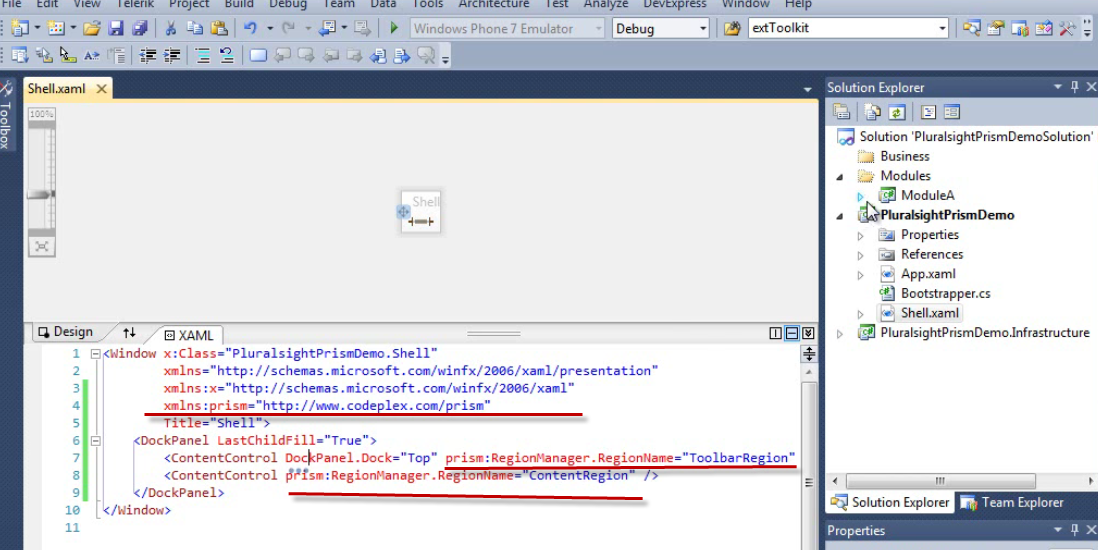 File Edit View Telerik Project Build Debug Team Data Tools Architecture Test Analyze DevExpress Window Help
Windows Phone 7 Emulator Debug extToolkit
Toolbox
Shell.xaml
100%
Shell
Design XAML
1 <Window x:Class="PluralsightPrismDemo.Shell"
2 xmlns="http://schemas.microsoft.com/winfx/2006/xaml/presentation"
3 xmlns:x="http://schemas.microsoft.com/winfx/2006/xaml"
4 xmlns:prism="http://www.codeplex.com/prism"
5 Title="Shell">
6 <DockPanel LastChildFill="True">
7 <ContentControl DockPanel.Dock="Top" prism:RegionManager.RegionName="ToolbarRegion"
8 <ContentControl prism:RegionManager.RegionName="ContentRegion" />
9 </DockPanel>
10 </Window>
11
Solution Explorer
Solution 'PluralsightPrismDemoSolution'
Business
Modules
ModuleA
PluralsightPrismDemo
Properties
References
App.xaml
Bootstrapper.cs
Shell.xaml
PluralsightPrismDemo.Infrastructure
Solution Explorer Team Explorer
Properties